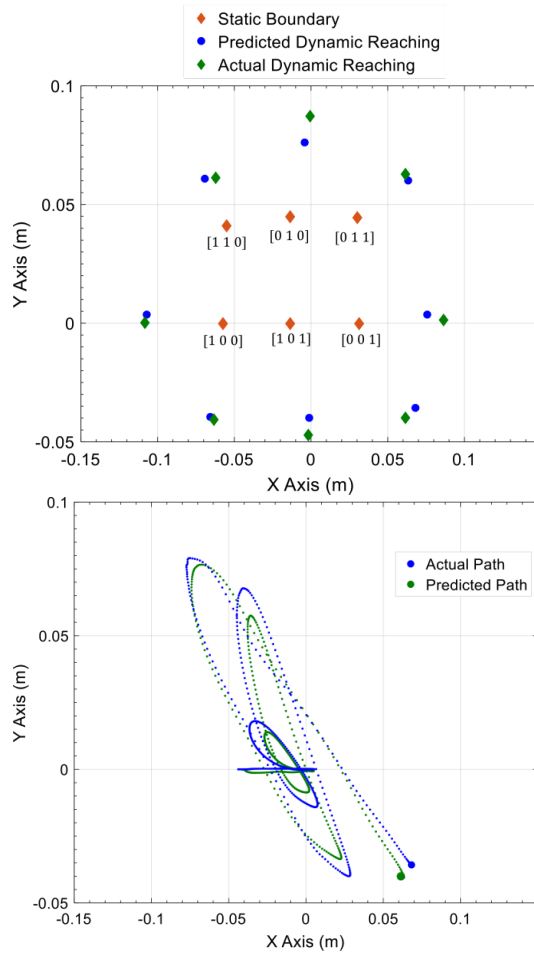 Static Boundary
Predicted Dynamic Reaching
Actual Dynamic Reaching
0.1
0.05
0
-0.05
Y Axis (m)
[1 1 0]
[0 1 0]
[0 1 1]
[1 0 0]
[1 0 1]
[0 0 1]
-0.15
-0.1
-0.05
0
0.05
0.1
X Axis (m)
0.1
0.05
0
-0.05
Y Axis (m)
Actual Path
Predicted Path
-0.15
-0.1
-0.05
0
0.05
0.1
X Axis (m)